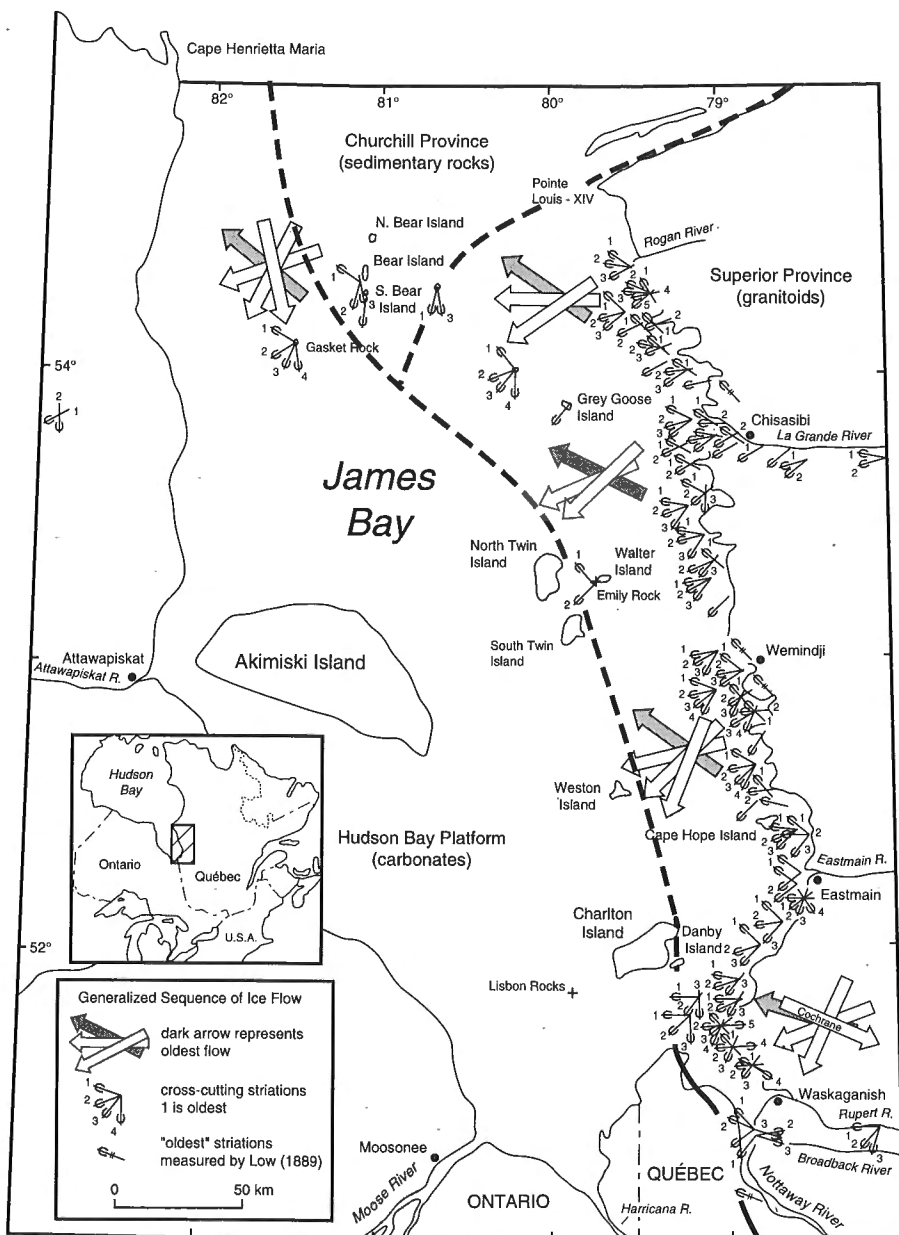 Cape Henrietta Maria
82°
81°
80°
79°
Churchill Province
(sedimentary rocks)
Pointe
Louis - XIV
Rogan River
N. Bear Island
Bear Island
S. Bear
Island
Superior Province
(granitoids)
Gasket Rock
54°
Grey Goose
Island
Chisasibi
La Grande River
James
Bay
North Twin
Island
Walter
Island
Emily Rock
South Twin
Island
Wemindji
Attawapiskat
Attawapiskat R.
Akimiski Island
Weston
Island
Cape Hope Island
Hudson Bay Platform
(carbonates)
Eastmain R.
Eastmain
Hudson
Bay
Ontario
Québec
U.S.A.
52°
Charlton
Island
Danby
Island
Lisbon Rocks
Cochrane
Generalized Sequence of Ice Flow
dark arrow represents
oldest flow
cross-cutting striations
1 is oldest
"oldest" striations
measured by Low (1889)
0 50 km
Waskaganish
Rupert R.
Broadback River
Nottaway River
Moosonee
Moose River
ONTARIO
QUÉBEC
Harricana R.